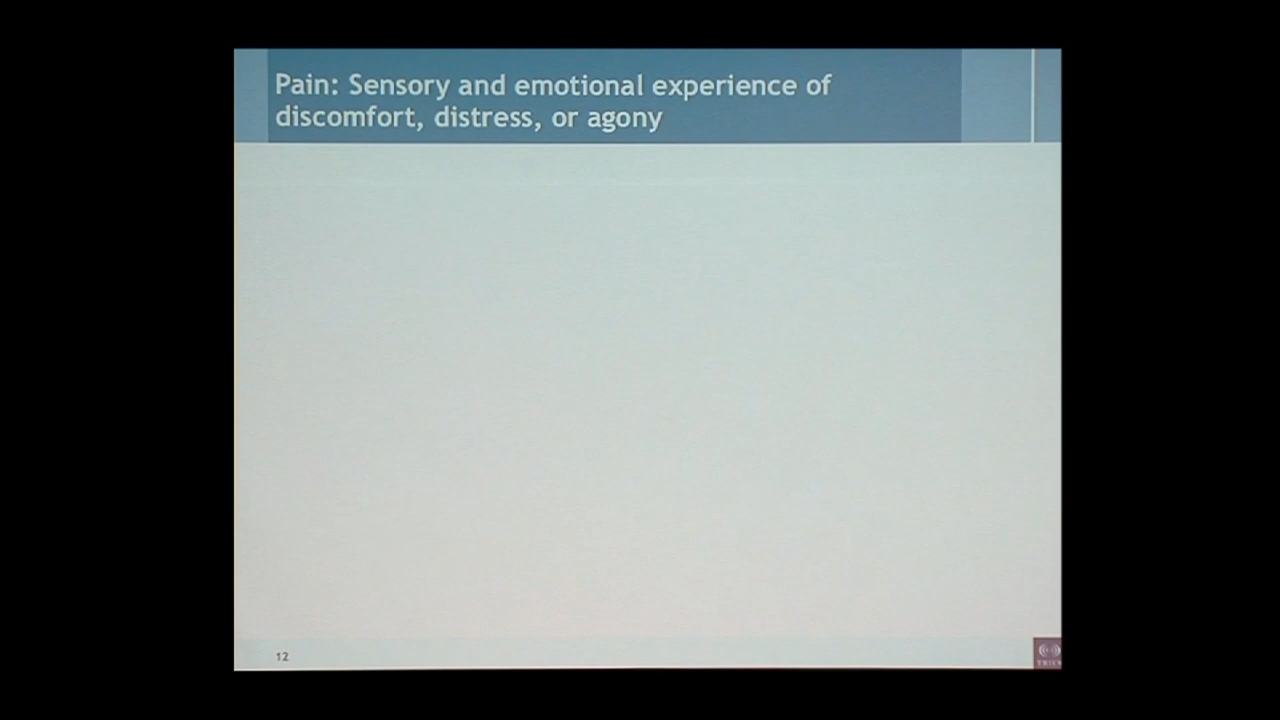 Pain: Sensory and emotional experience of
discomfort, distress, or agony
12